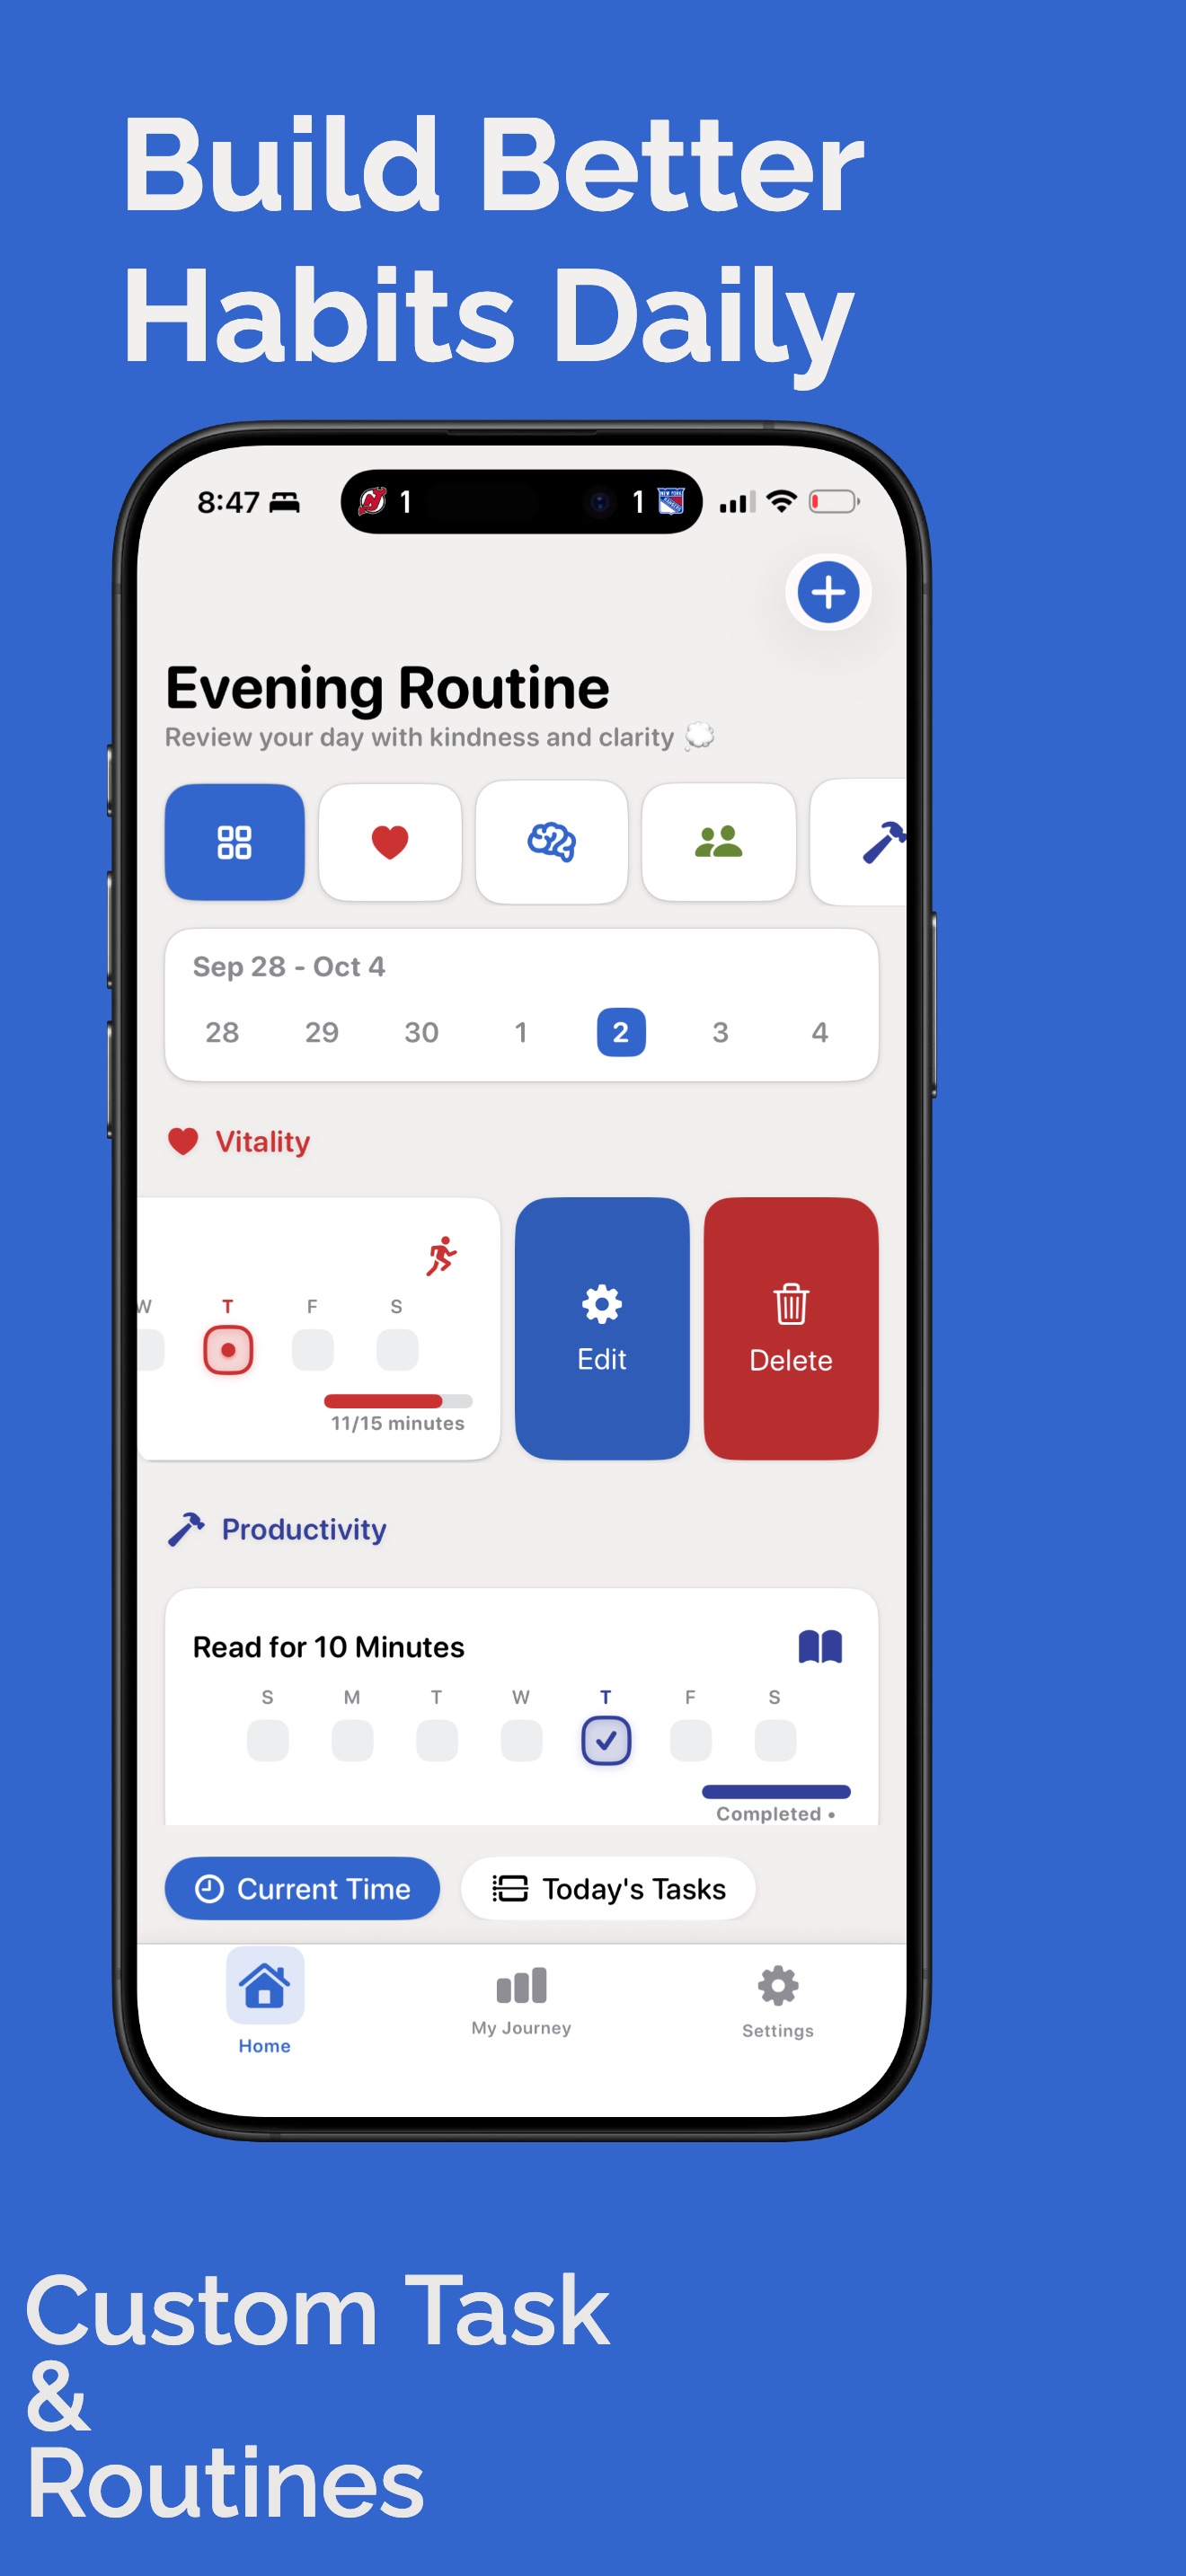 Build Better
Habits Daily
8:47 1 1
Evening Routine
Review your day with kindness and clarity
Sep 28 - Oct 4
28 29 30 1 2 3 4
Vitality
W T F S
11/15 minutes
Edit
Delete
Productivity
Read for 10 Minutes
S M T W T F S
Completed •
Current Time Today's Tasks
Home My Journey Settings
Custom Task
&
Routines